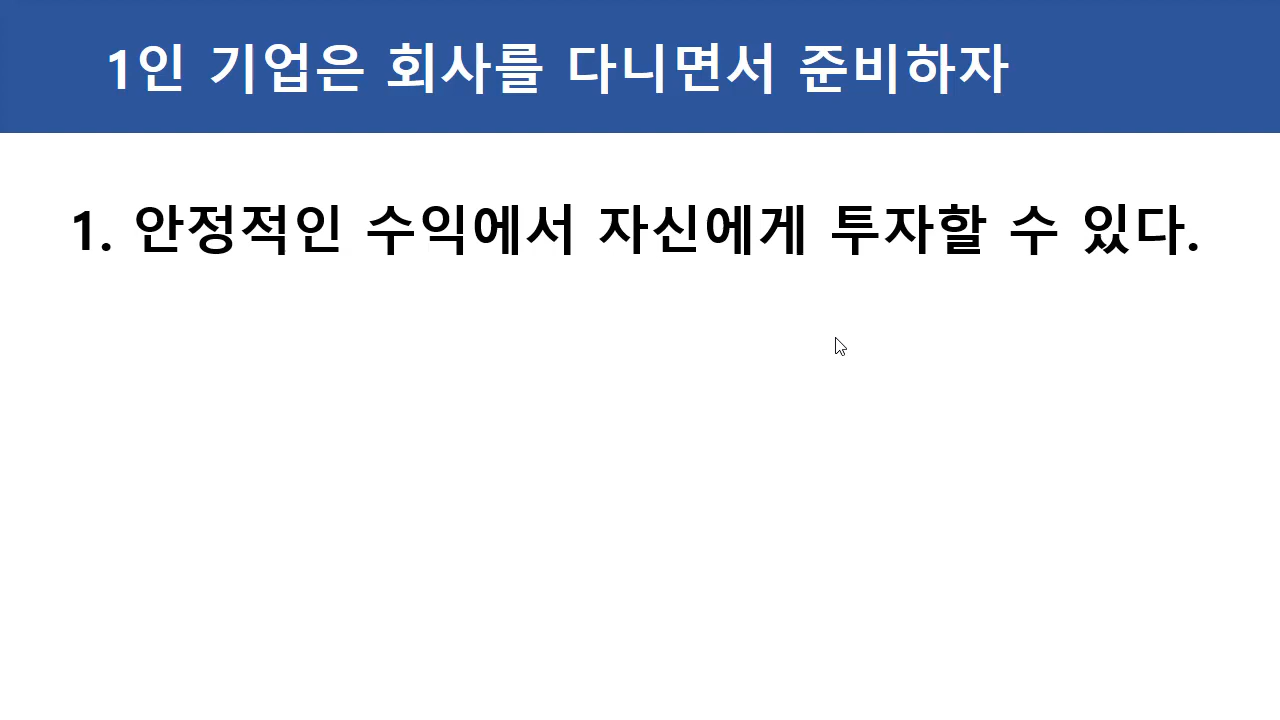 1인 기업은 회사를 다니면서 준비하자
1. 안정적인 수익에서 자신에게 투자할 수 있다.